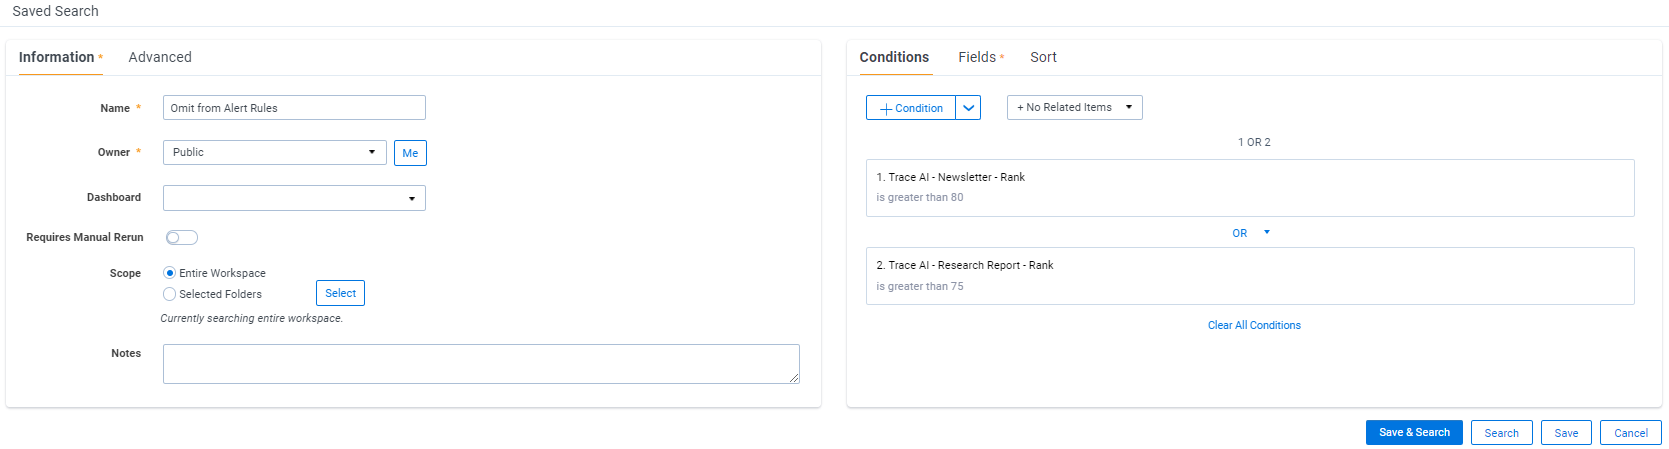 Saved Search
Information *
Advanced
Name *
Omit from Alert Rules
Owner *
Public
Me
Dashboard
Requires Manual Rerun
Scope
Entire Workspace
Selected Folders
Select
Currently searching entire workspace.
Notes
Conditions
Fields *
Sort
+ Condition
+ No Related Items
1 OR 2
1. Trace AI - Newsletter - Rank
is greater than 80
OR
2. Trace AI - Research Report - Rank
is greater than 75
Clear All Conditions
Save & Search
Search
Save
Cancel